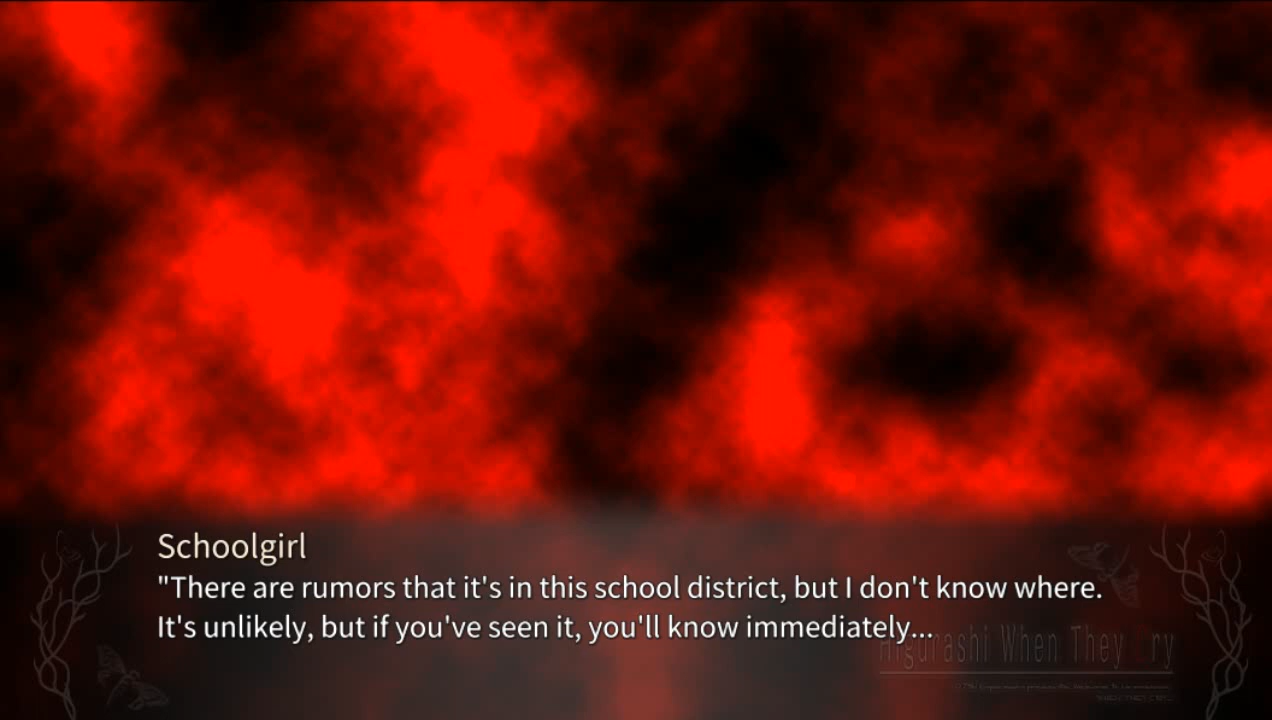 Schoolgirl
"There are rumors that it's in this school district, but I don't know where.
It's unlikely, but if you've seen it, you'll know immediately...
Higurashi When They Cry